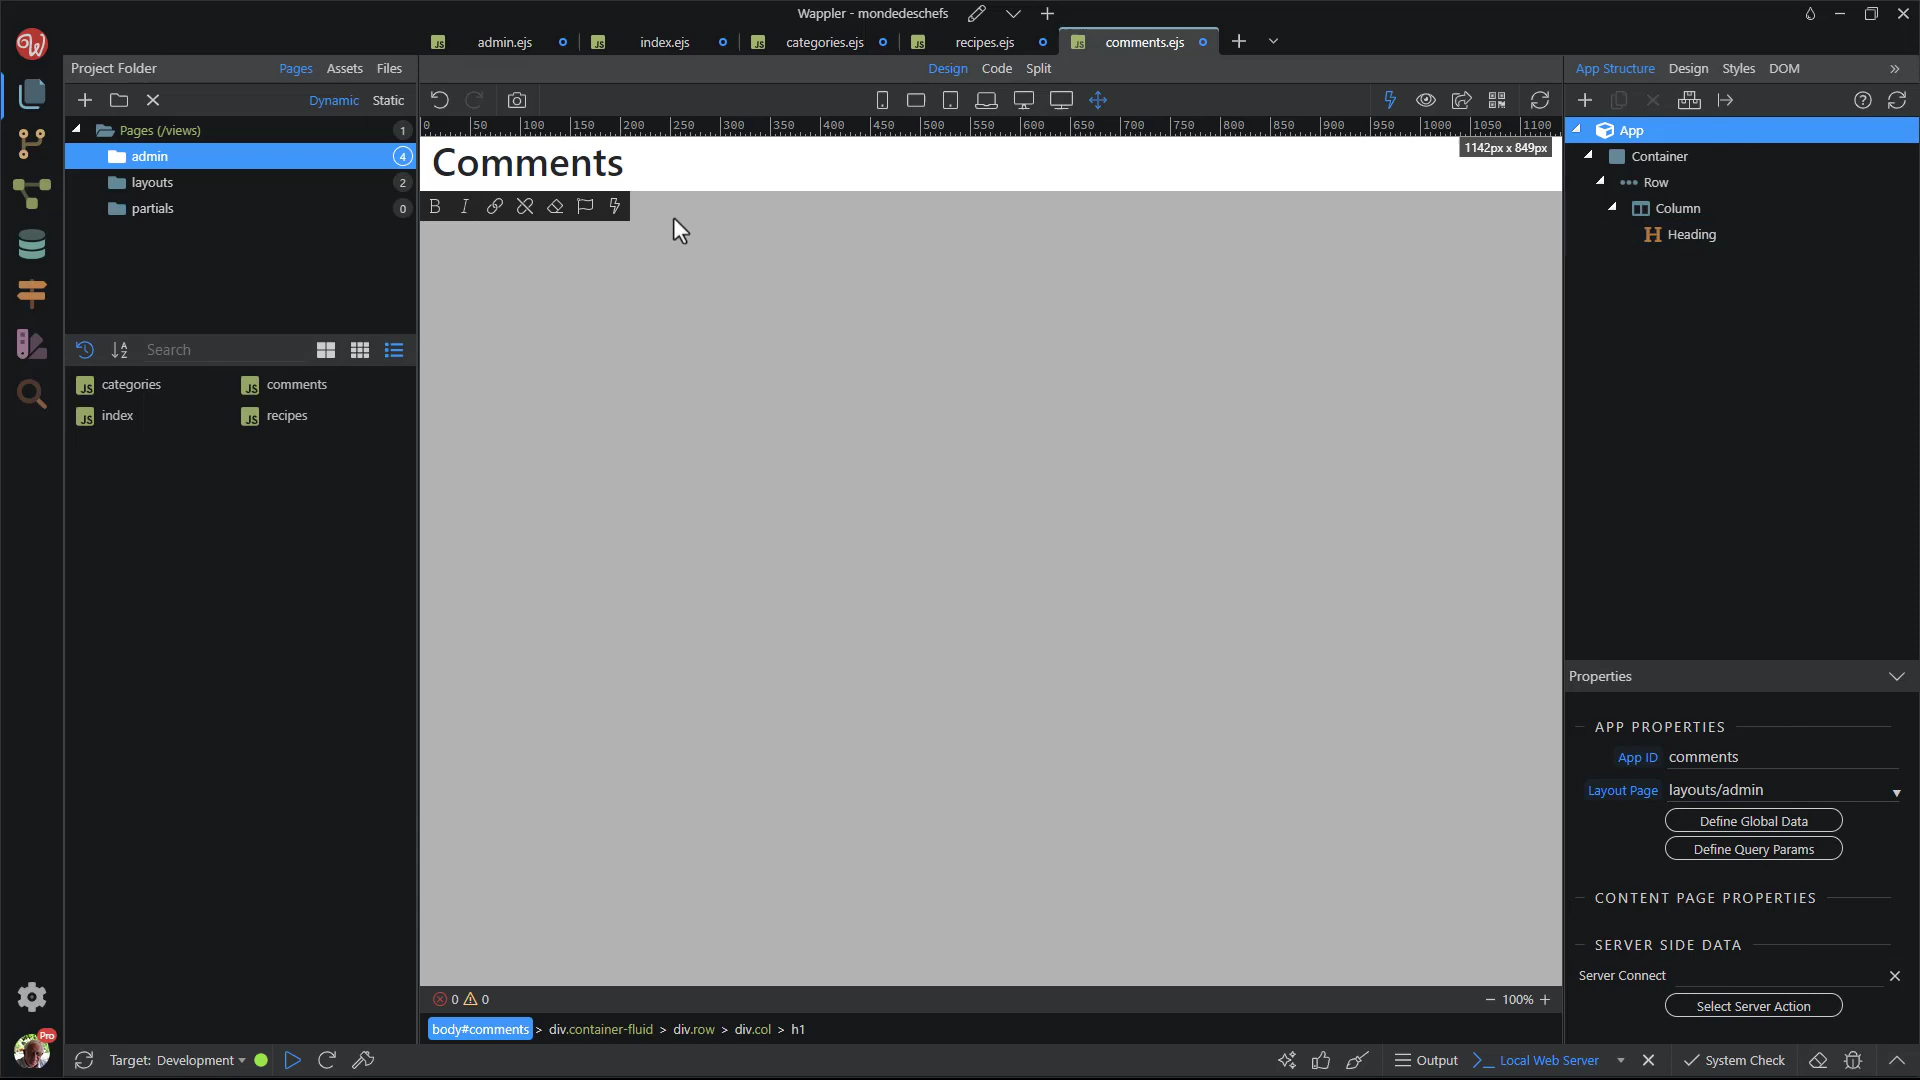 Wappler - mondedeschefs
admin.ejs
index.ejs
categories.ejs
recipes.ejs
comments.ejs
Project Folder
Pages
Assets
Files
Design
Code
Split
App Structure
Design
Styles
DOM
Dynamic
Static
0 50 100 150 200 250 300 350 400 450 500 550 600 650 700 750 800 850 900 950 1000 1050 1100
Pages (/views) 1
admin 4
layouts 2
partials 0
1142px x 849px
Comments
B I
App
Container
Row
Column
H Heading
Search
JS categories
JS comments
JS index
JS recipes
Properties
APP PROPERTIES
App ID comments
Layout Page layouts/admin
Define Global Data
Define Query Params
CONTENT PAGE PROPERTIES
SERVER SIDE DATA
Server Connect
Select Server Action
0 0
100%
body#comments > div.container-fluid > div.row > div.col > h1
Pro
Target: Development
Output
Local Web Server
System Check